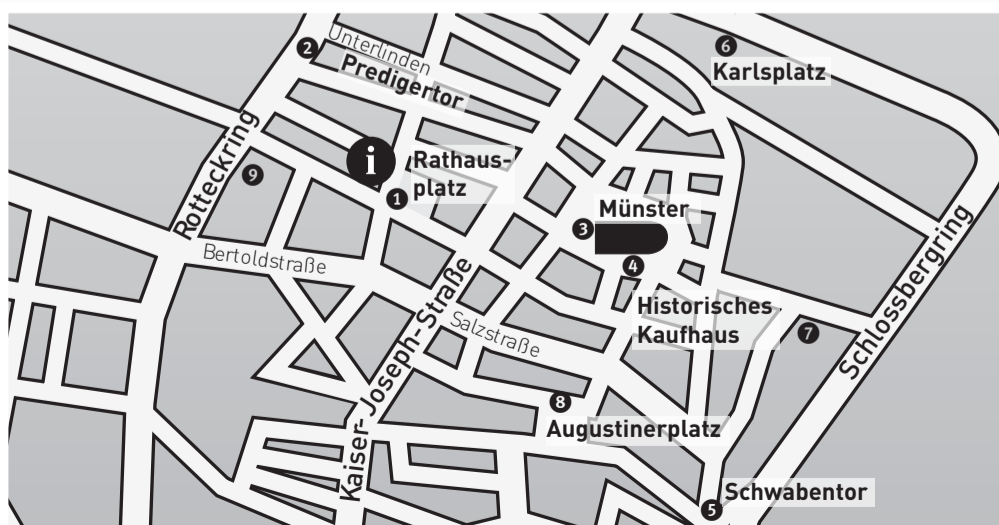 2
Unterlinden
Predigertor
6
Karlsplatz
Rotteckring
9
i
Rathaus-
platz
1
Münster
3
4
Bertoldstraße
Historisches
Kaufhaus
7
Schlossbergring
Kaiser-Joseph-Straße
Salzstraße
8
Augustinerplatz
Schwabentor
5